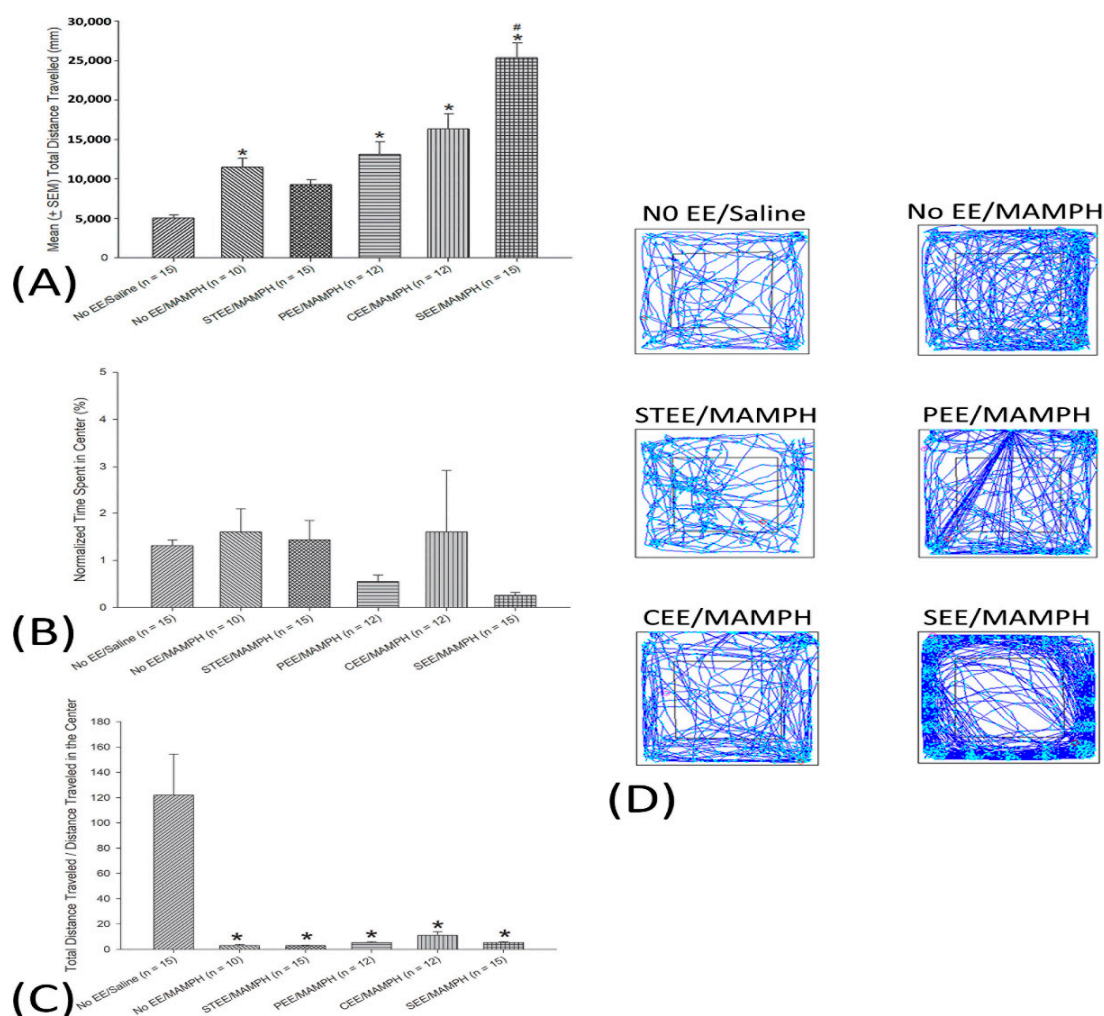 30,000
25,000
20,000
15,000
10,000
5,000
0
Mean (± SEM) Total Distance Travelled (mm)
*
*
*
#
*
No EE/Saline (n = 15)
No EE/MAMPH (n = 10)
STEE/MAMPH (n = 15)
PEE/MAMPH (n = 12)
CEE/MAMPH (n = 12)
SEE/MAMPH (n = 15)
(A)
5
4
3
2
1
0
Normalized Time Spent in Center (%)
No EE/Saline (n = 15)
No EE/MAMPH (n = 10)
STEE/MAMPH (n = 15)
PEE/MAMPH (n = 12)
CEE/MAMPH (n = 12)
SEE/MAMPH (n = 15)
(B)
180
160
140
120
100
80
60
40
20
0
Total Distance Traveled / Distance Traveled in the Center
*
*
*
*
*
No EE/Saline (n = 15)
No EE/MAMPH (n = 10)
STEE/MAMPH (n = 15)
PEE/MAMPH (n = 12)
CEE/MAMPH (n = 12)
SEE/MAMPH (n = 15)
(C)
N0 EE/Saline
No EE/MAMPH
STEE/MAMPH
PEE/MAMPH
CEE/MAMPH
SEE/MAMPH
(D)